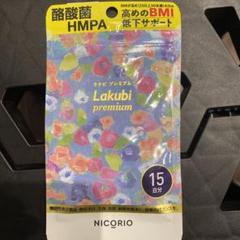 酪酸菌
HMPA
高めのBMI
低下サポート
ラクビ プレミアム
Lakubi
premium
15
日分
NICORIO